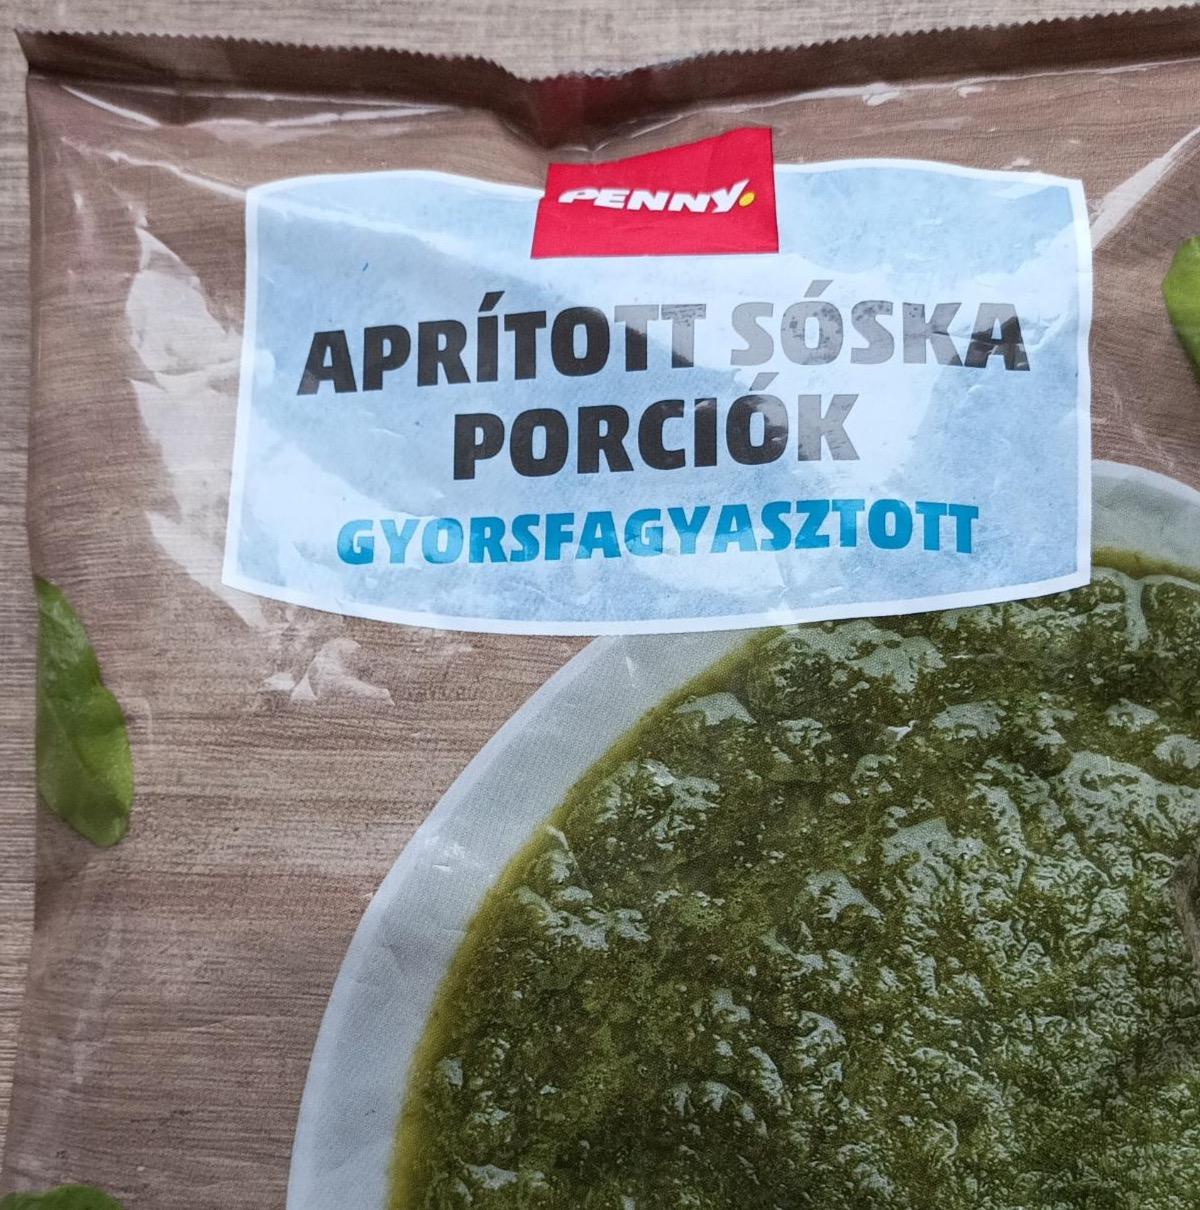 PENNY.
APRÍTOTT SÓSKA
PORCIÓK
GYORSFAGYASZTOTT